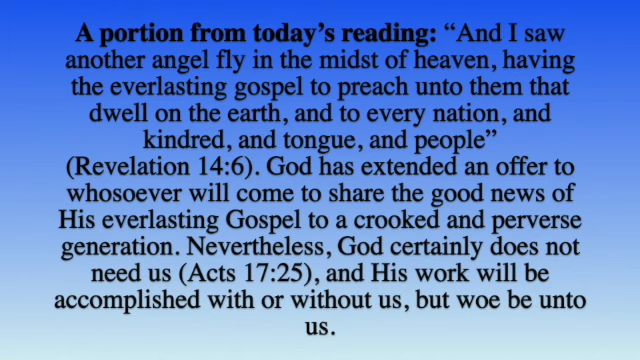 A portion from today’s reading: “And I saw
another angel fly in the midst of heaven, having
the everlasting gospel to preach unto them that
dwell on the earth, and to every nation, and
kindred, and tongue, and people”
(Revelation 14:6). God has extended an offer to
whosoever will come to share the good news of
His everlasting Gospel to a crooked and perverse
generation. Nevertheless, God certainly does not
need us (Acts 17:25), and His work will be
accomplished with or without us, but woe be unto
us.